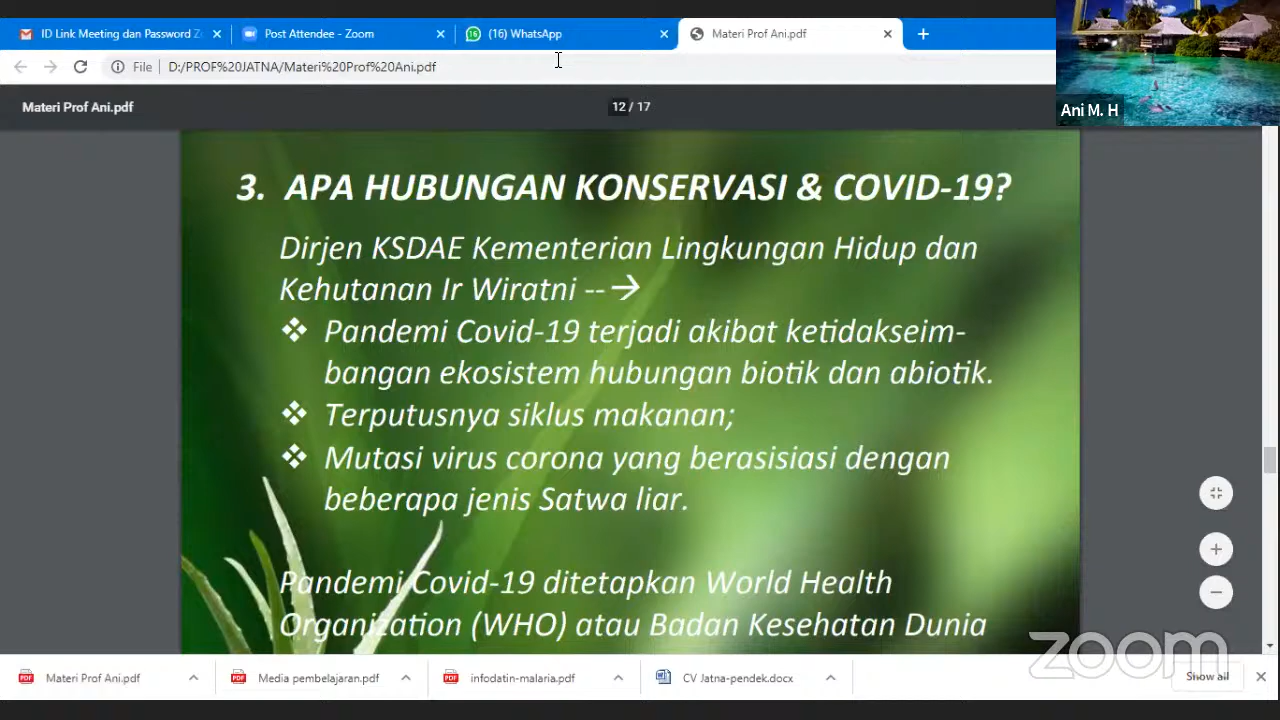 ID Link Meeting dan Password Z
Post Attendee - Zoom
(16) WhatsApp
Materi Prof Ani.pdf
File
D:/PROF%20JATNA/Materi%20Prof%20Ani.pdf
Materi Prof Ani.pdf
12 / 17
Ani M. H
3. APA HUBUNGAN KONSERVASI & COVID-19?
Dirjen KSDAE Kementerian Lingkungan Hidup dan
Kehutanan Ir Wiratni --→
❖ Pandemi Covid-19 terjadi akibat ketidakseim-
bangan ekosistem hubungan biotik dan abiotik.
❖ Terputusnya siklus makanan;
❖ Mutasi virus corona yang berasisiasi dengan
beberapa jenis Satwa liar.
Pandemi Covid-19 ditetapkan World Health
Organization (WHO) atau Badan Kesehatan Dunia
zoom
Materi Prof Ani.pdf
Media pembelajaran.pdf
infodatin-malaria.pdf
CV Jatna-pendek.docx
Show all